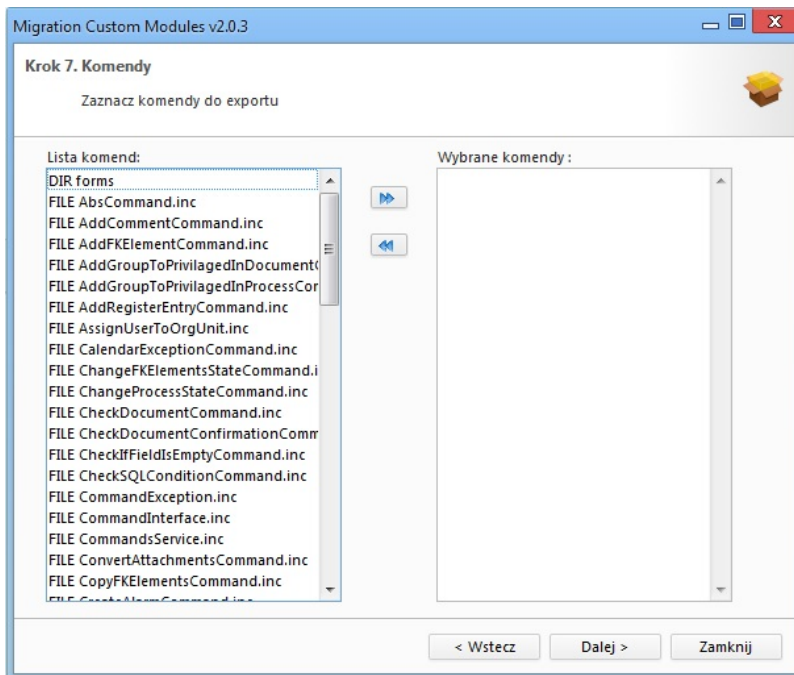 Migration Custom Modules v2.0.3
Krok 7. Komendy
Zaznacz komendy do exportu
Lista komend:
DIR forms
FILE AbsCommand.inc
FILE AddCommentCommand.inc
FILE AddFKElementCommand.inc
FILE AddGroupToPrivilagedInDocument
FILE AddGroupToPrivilagedInProcessCor
FILE AddRegisterEntryCommand.inc
FILE AssignUserToOrgUnit.inc
FILE CalendarExceptionCommand.inc
FILE ChangeFKElementsStateCommand.i
FILE ChangeProcessStateCommand.inc
FILE CheckDocumentCommand.inc
FILE CheckDocumentConfirmationComm
FILE CheckIfFieldIsEmptyCommand.inc
FILE CheckSQLConditionCommand.inc
FILE CommandException.inc
FILE CommandInterface.inc
FILE CommandsService.inc
FILE ConvertAttachmentsCommand.inc
FILE CopyFKElementsCommand.inc
FILE CreateAlarmCommand.inc
Wybrane komendy :
< Wstecz
Dalej >
Zamknij